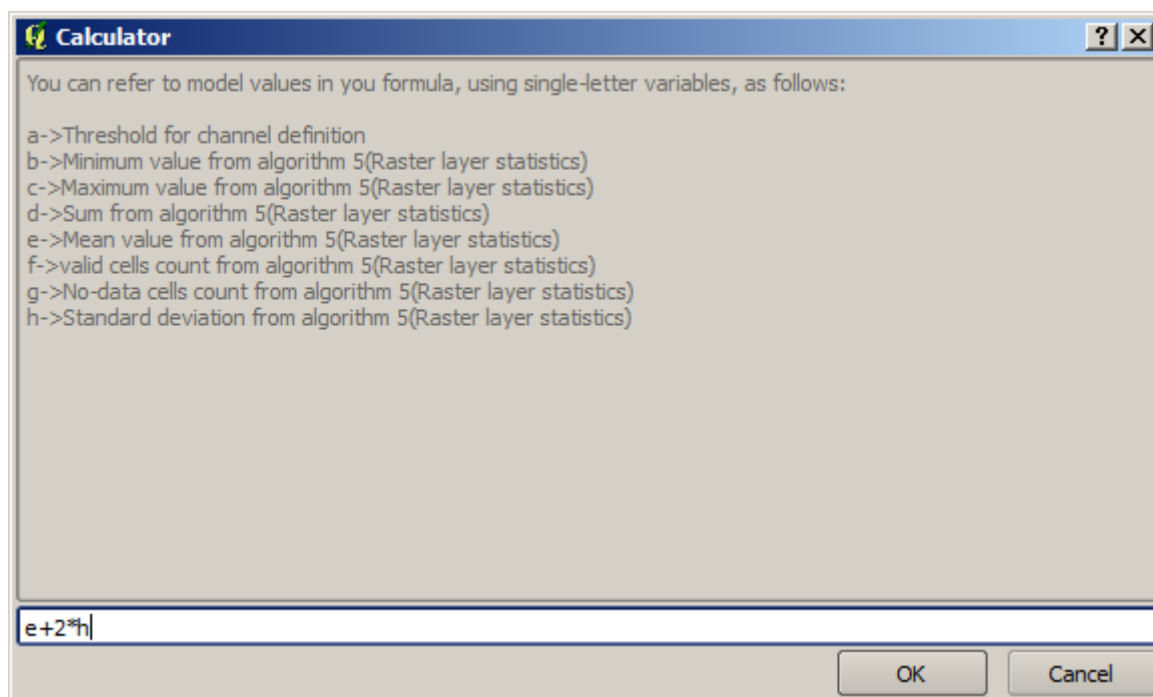 Calculator
You can refer to model values in you formula, using single-letter variables, as follows:
a->Threshold for channel definition
b->Minimum value from algorithm 5(Raster layer statistics)
c->Maximum value from algorithm 5(Raster layer statistics)
d->Sum from algorithm 5(Raster layer statistics)
e->Mean value from algorithm 5(Raster layer statistics)
f->valid cells count from algorithm 5(Raster layer statistics)
g->No-data cells count from algorithm 5(Raster layer statistics)
h->Standard deviation from algorithm 5(Raster layer statistics)
e+2*h
OK Cancel